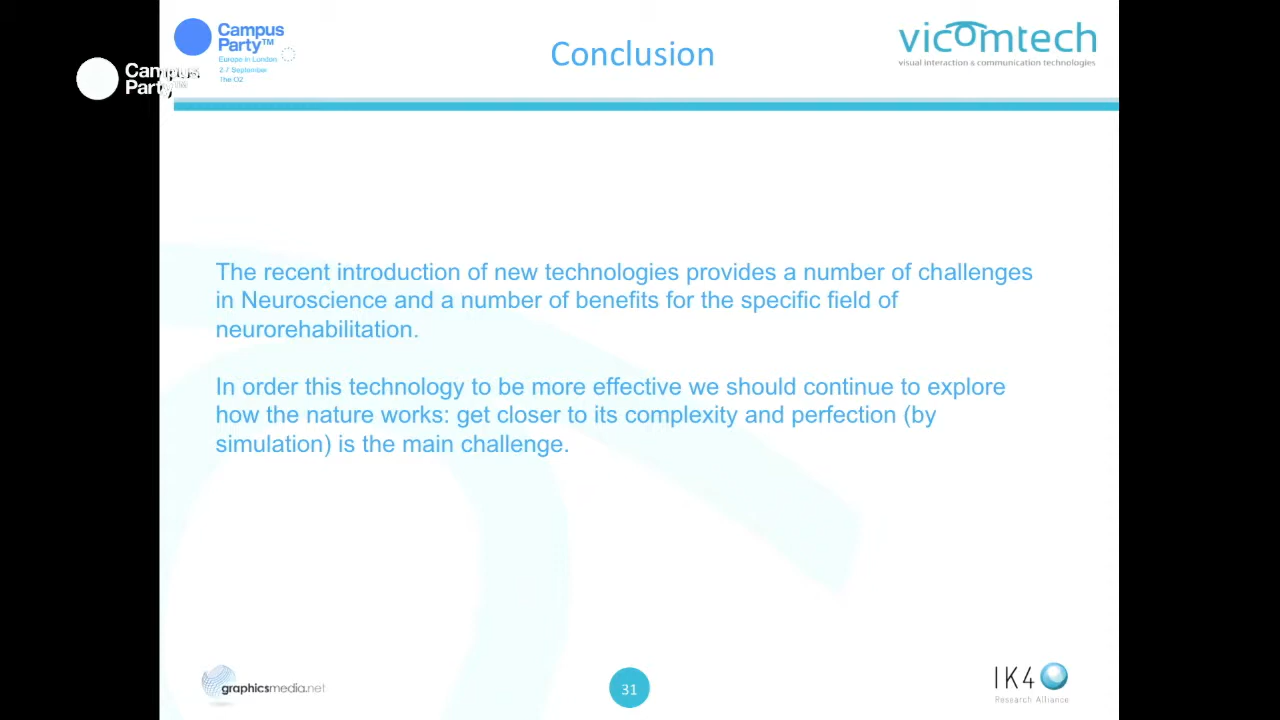 Campus
Party™
Europe in London
2-7 September
The O2
Conclusion
vicomtech
visual interaction & communication technologies
Campus
Party™
The recent introduction of new technologies provides a number of challenges
in Neuroscience and a number of benefits for the specific field of
neurorehabilitation.
In order this technology to be more effective we should continue to explore
how the nature works: get closer to its complexity and perfection (by
simulation) is the main challenge.
graphicsmedia.net
31
IK4
Research Alliance